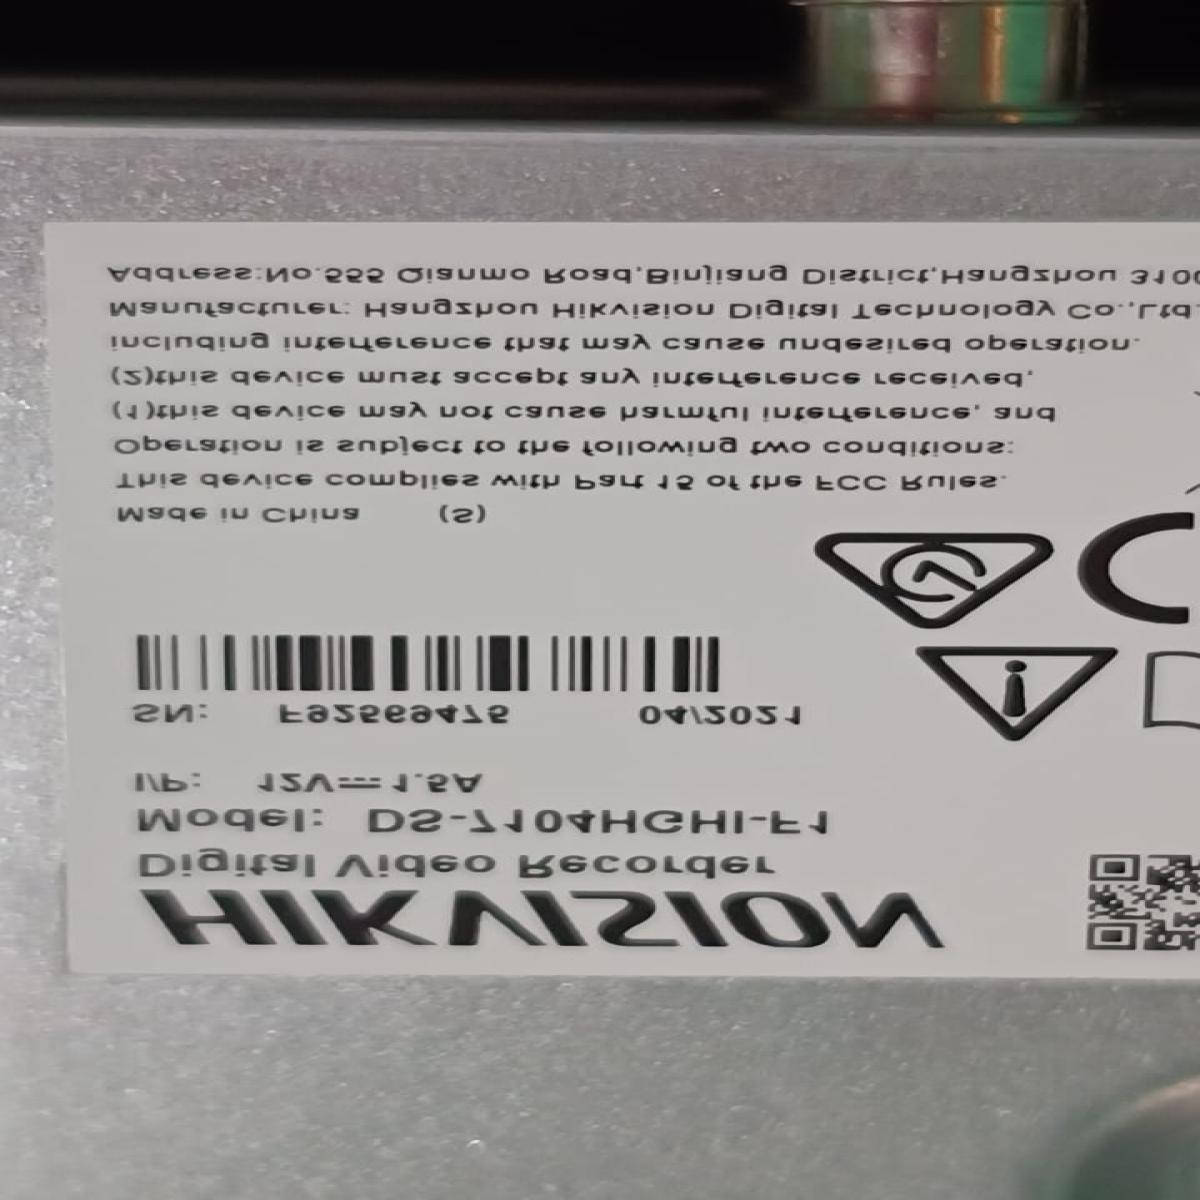 HIKVISION
Digital Video Recorder
Model: DS-7104HGHI-F1
I/P: 12V⎓1.5A
SN: F92569475 04/2021
Made in China (S)
This device complies with Part 15 of the FCC Rules.
Operation is subject to the following two conditions:
(1)this device may not cause harmful interference, and
(2)this device must accept any interference received,
including interference that may cause undesired operation.
Manufacturer: Hangzhou Hikvision Digital Technology Co.,Ltd.
Address:No.555 Qianmo Road,Binjiang District,Hangzhou